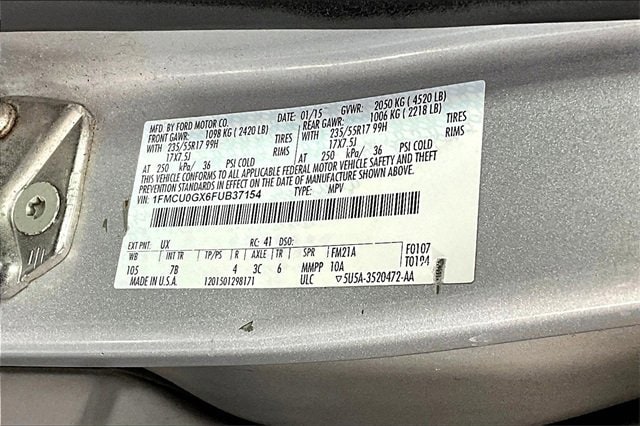 MFD. BY FORD MOTOR CO.
DATE: 01/15 GVWR: 2050 KG (4520 LB)
FRONT GAWR: 1098 KG (2420 LB)
REAR GAWR: 1006 KG (2218 LB)
WITH 235/55R17 99H TIRES
WITH 235/55R17 99H TIRES
17X7.5J RIMS
17X7.5J RIMS
AT 250 kPa/ 36 PSI COLD
AT 250 kPa/ 36 PSI COLD
THIS VEHICLE CONFORMS TO ALL APPLICABLE FEDERAL MOTOR VEHICLE SAFETY AND THEFT
PREVENTION STANDARDS IN EFFECT ON THE DATE OF MANUFACTURE SHOWN ABOVE.
VIN: 1FMCU0GX6FUB37154 TYPE: MPV
EXT PNT: UX RC: 41 DSO:
WB INT TR TP/PS R AXLE TR SPR FM21A F0107
105 7B 4 3C 6 MMPP 10A T0194
MADE IN U.S.A. 1201501298171 ULC ▽5U5A-3520472-AA